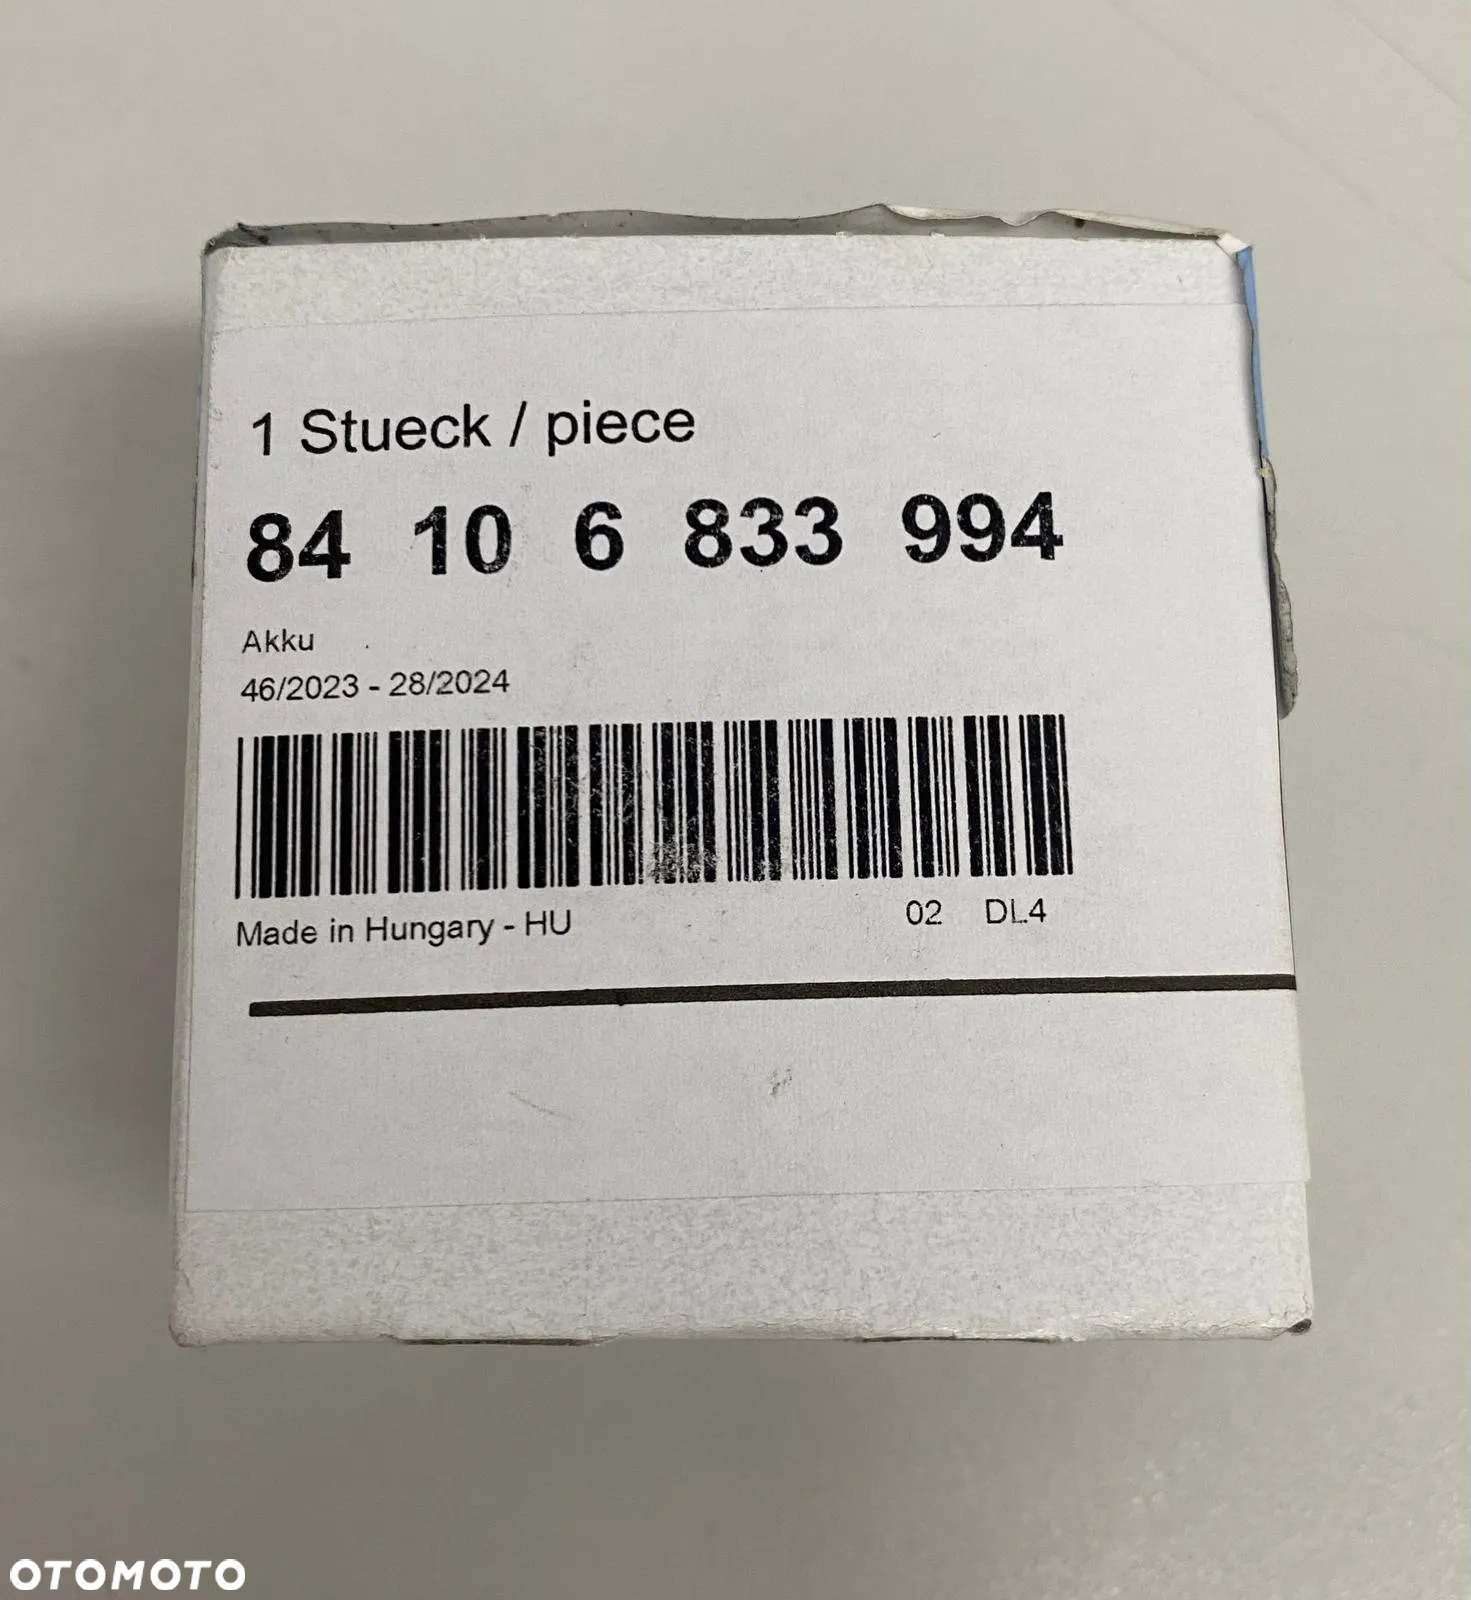 1 Stueck / piece
84 10 6 833 994
Akku
46/2023 - 28/2024
Made in Hungary - HU 02 DL4
OTOMOTO